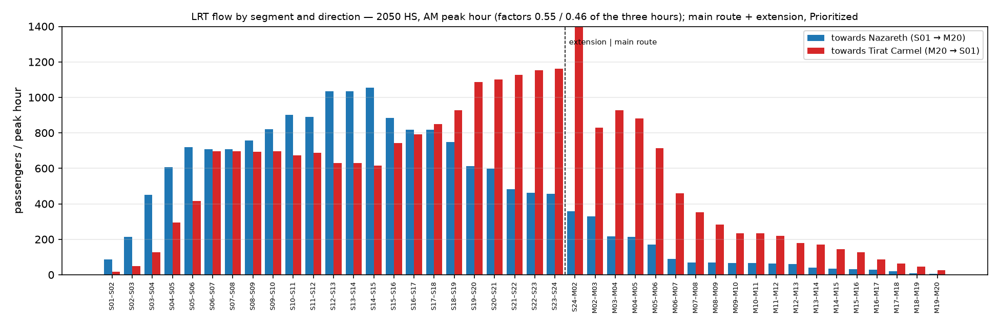 LRT flow by segment and direction — 2050 HS, AM peak hour (factors 0.55 / 0.46 of the three hours); main route + extension, Prioritized
passengers / peak hour
1400
1200
1000
800
600
400
200
0
extension | main route
towards Nazareth (S01 → M20)
towards Tirat Carmel (M20 → S01)
S01–S02
S02–S03
S03–S04
S04–S05
S05–S06
S06–S07
S07–S08
S08–S09
S09–S10
S10–S11
S11–S12
S12–S13
S13–S14
S14–S15
S15–S16
S16–S17
S17–S18
S18–S19
S19–S20
S20–S21
S21–S22
S22–S23
S23–S24
S24–M02
M02–M03
M03–M04
M04–M05
M05–M06
M06–M07
M07–M08
M08–M09
M09–M10
M10–M11
M11–M12
M12–M13
M13–M14
M14–M15
M15–M16
M16–M17
M17–M18
M18–M19
M19–M20